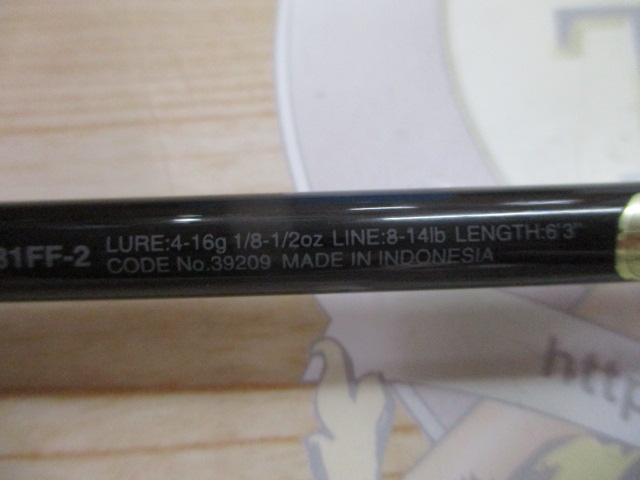 31FF-2 LURE:4-16g 1/8-1/2oz LINE:8-14lb LENGTH:6'3"
CODE No.39209 MADE IN INDONESIA
http